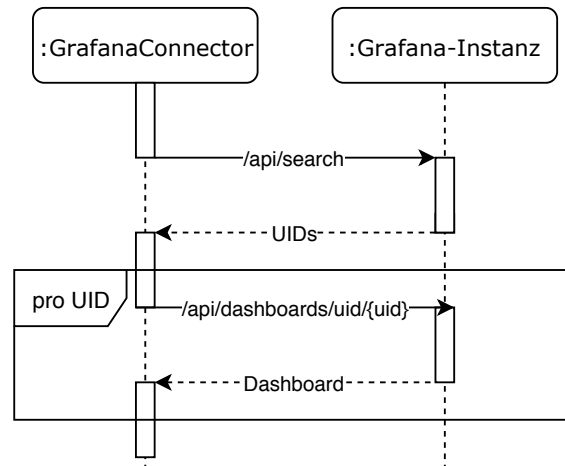 :GrafanaConnector
:Grafana-Instanz
/api/search
UIDs
pro UID
/api/dashboards/uid/{uid}
Dashboard